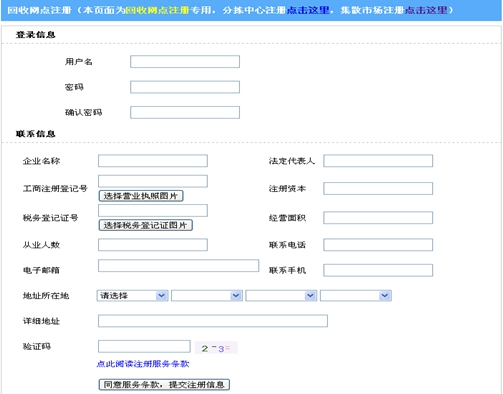 回收网点注册（本页面为回收网点注册专用，分拣中心注册点击这里，集散市场注册点击这里）
登录信息
用户名
密码
确认密码
联系信息
企业名称 法定代表人
工商注册登记号 注册资本
选择营业执照图片
税务登记证号 经营面积
选择税务登记证图片
从业人数 联系电话
电子邮箱 联系手机
地址所在地 请选择
详细地址
验证码 2 - 3 =
点此阅读注册服务条款
同意服务条款，提交注册信息